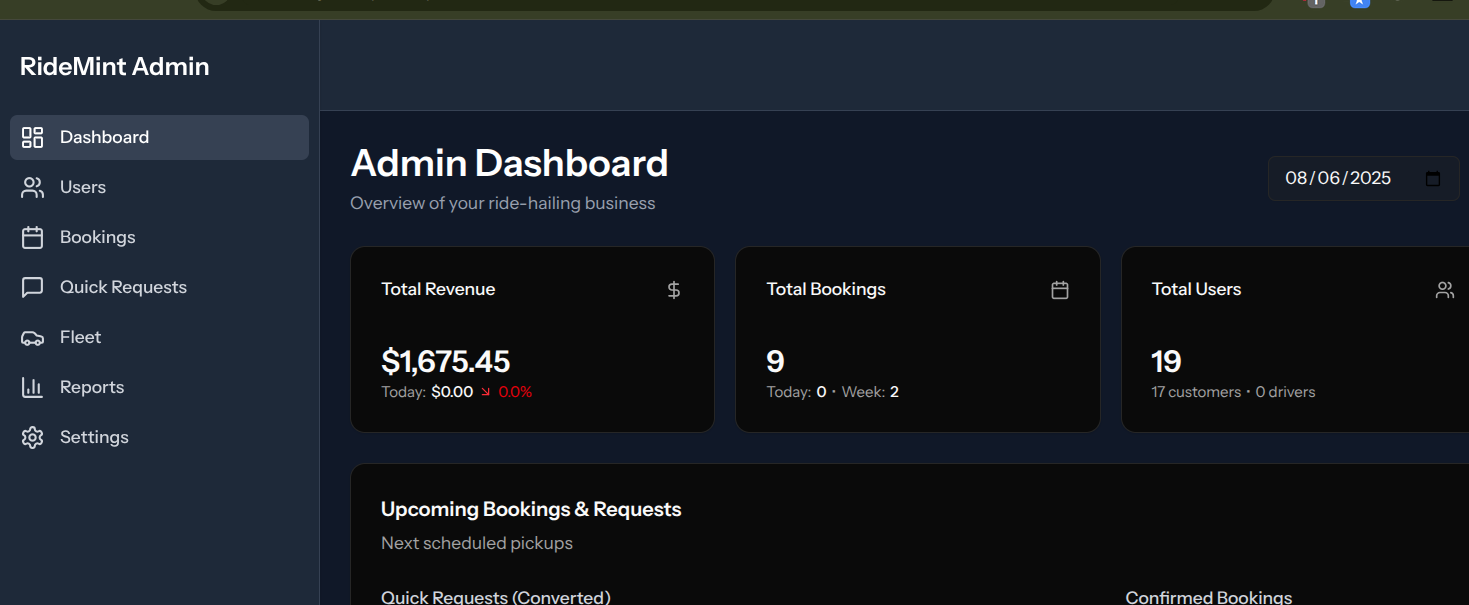 RideMint Admin
Dashboard
Users
Bookings
Quick Requests
Fleet
Reports
Settings
Admin Dashboard
Overview of your ride-hailing business
08/06/2025
Total Revenue
$1,675.45
Today: $0.00 0.0%
Total Bookings
9
Today: 0 • Week: 2
Total Users
19
17 customers • 0 drivers
Upcoming Bookings & Requests
Next scheduled pickups
Quick Requests (Converted)
Confirmed Bookings